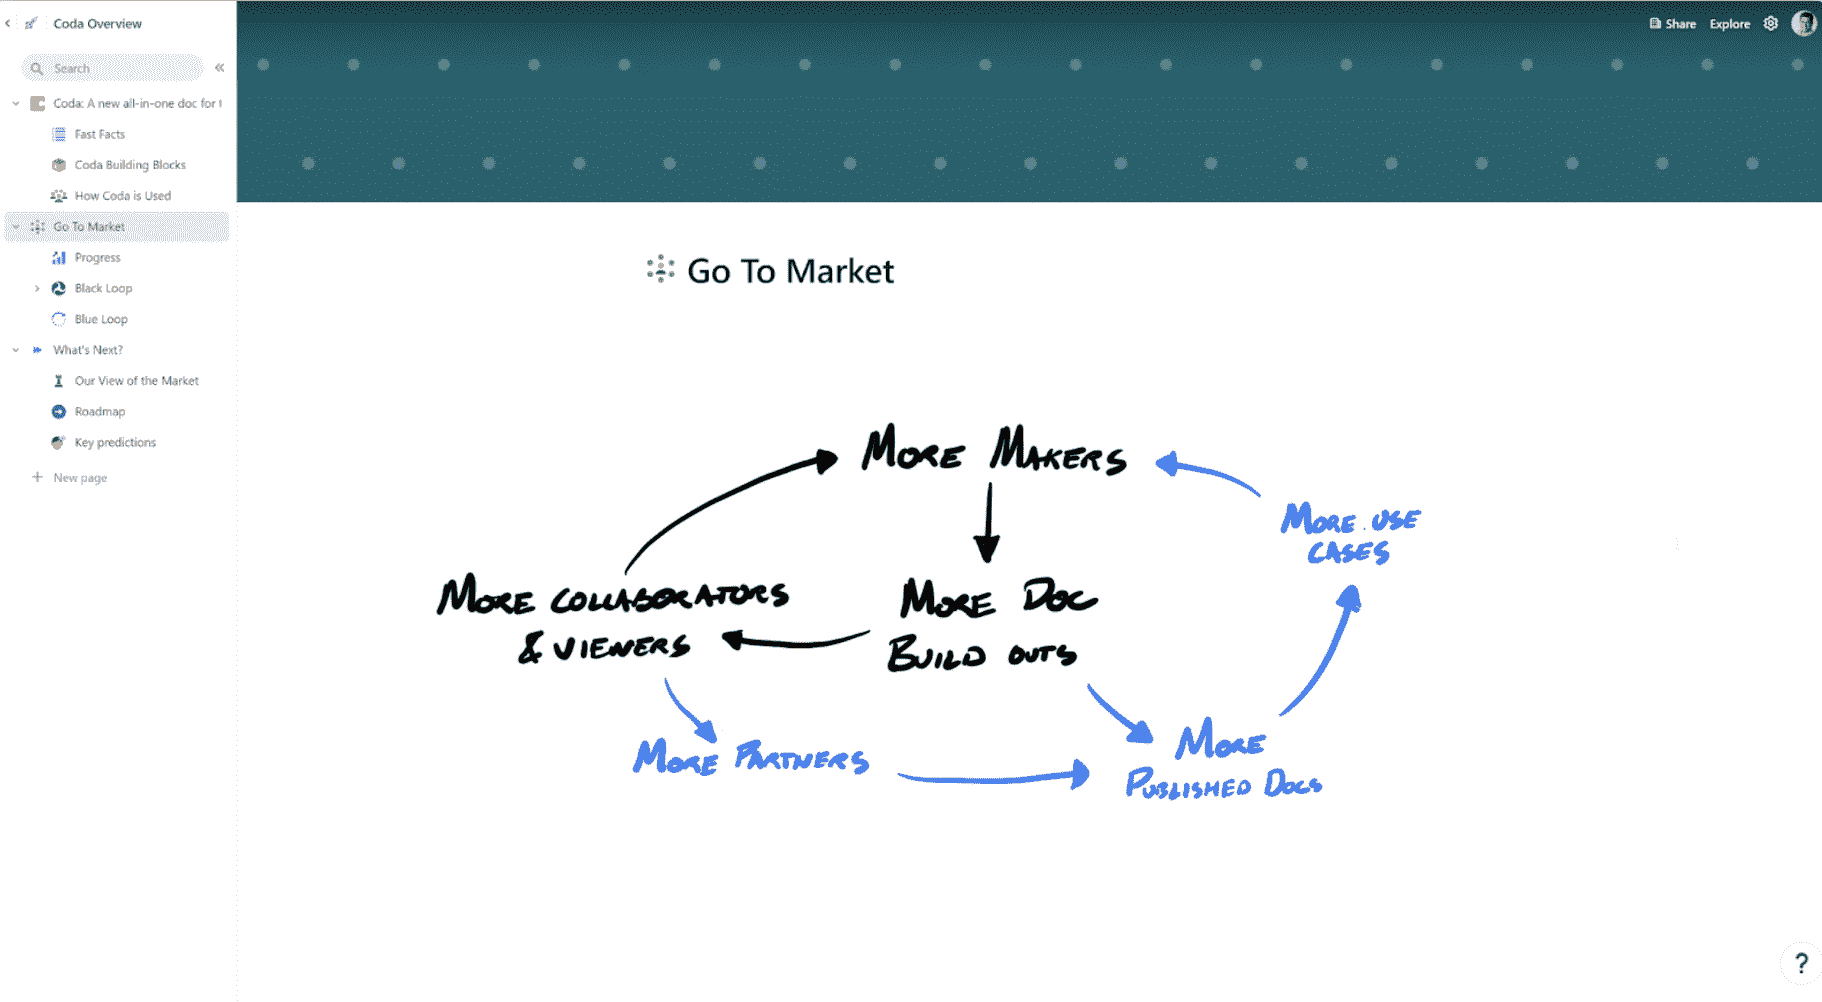 Coda Overview
Share Explore
Search
Coda: A new all-in-one doc for t
Fast Facts
Coda Building Blocks
How Coda is Used
Go To Market
Progress
Black Loop
Blue Loop
What's Next?
Our View of the Market
Roadmap
Key predictions
New page
Go To Market
MORE MAKERS
MORE USE
CASES
MORE COLLABORATORS
& VIEWERS
MORE DOC
BUILD OUTS
MORE PARTNERS
MORE
PUBLISHED DOCS
?